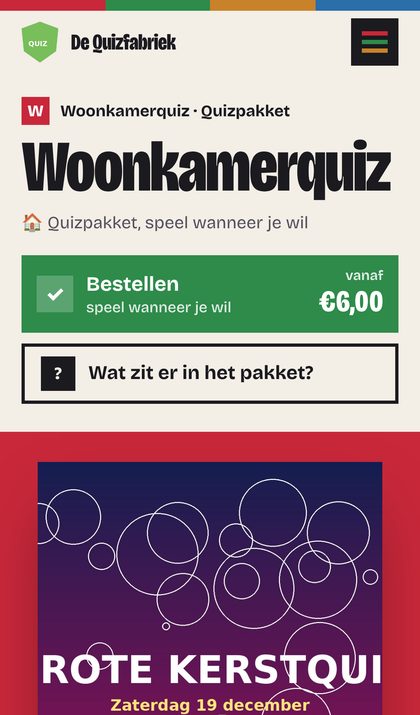 QUIZ
De Quizfabriek
W Woonkamerquiz · Quizpakket
Woonkamerquiz
Quizpakket, speel wanneer je wil
Bestellen
speel wanneer je wil
vanaf
€6,00
? Wat zit er in het pakket?
ROTE KERSTQUI
Zaterdag 19 december